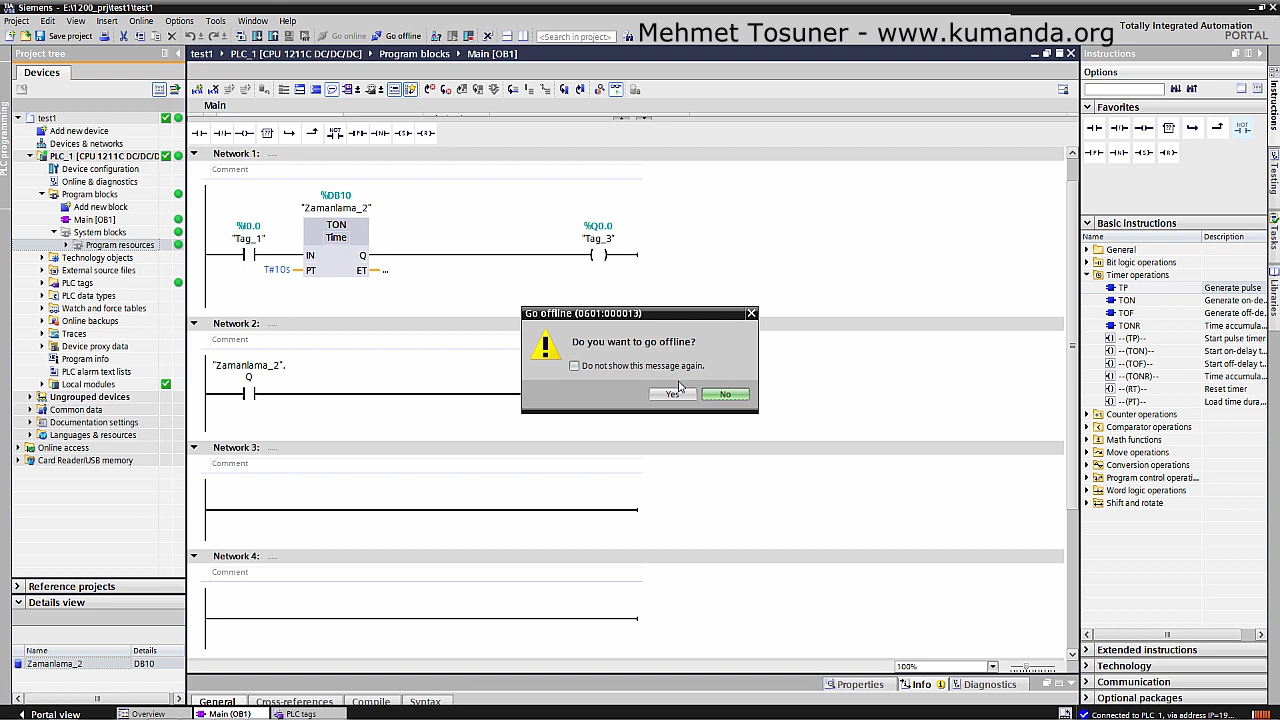 Siemens - E:\1200_prj\test1\test1
Mehmet Tosuner - www.kumanda.org
Project Edit View Insert Online Options Tools Window Help
Totally Integrated Automation
PORTAL
Save project
Go online
Go offline
<Search in project>
Project tree
test1 PLC_1 [CPU 1211C DC/DC/DC] Program blocks Main [OB1]
Instructions
Devices
Options
PLC programming
test1
Add new device
Devices & networks
PLC_1 [CPU 1211C DC/DC/D
Device configuration
Online & diagnostics
Program blocks
Add new block
Main [OB1]
System blocks
Program resources
Technology objects
External source files
PLC tags
PLC data types
Watch and force tables
Online backups
Traces
Device proxy data
Program info
PLC alarm text lists
Local modules
Ungrouped devices
Common data
Documentation settings
Languages & resources
Online access
Card Reader/USB memory
Reference projects
Details view
Name Details
Zamanlama_2 DB10
Main
Network 1: .....
Comment
%DB10
"Zamanlama_2"
%I0.0
"Tag_1"
TON
Time
%Q0.0
"Tag_3"
IN Q
T#10s PT ET ...
Network 2: .....
Comment
"Zamanlama_2".
Q
Go offline (0601:000013)
Do you want to go offline?
Do not show this message again.
Yes No
Network 3: .....
Comment
Network 4: .....
Comment
100%
Properties Info Diagnostics
General Cross-references Compile Syntax
Favorites
Basic instructions
Name Description
General
Bit logic operations
Timer operations
TP Generate pulse
TON Generate on-de
TOF Generate off-de
TONR Time accumula
--(TP)-- Start pulse timer
--(TON)-- Start on-delay t
--(TOF)-- Start off-delay t
--(TONR)-- Time accumula
--(RT)-- Reset timer
--(PT)-- Load time dura
Counter operations
Comparator operations
Math functions
Move operations
Conversion operations
Program control operati...
Word logic operations
Shift and rotate
Extended instructions
Technology
Communication
Optional packages
Instructions
Testing
Tasks
Libraries
Portal view
Overview
Main (OB1)
PLC tags
Connected to PLC_1, via address IP=19...